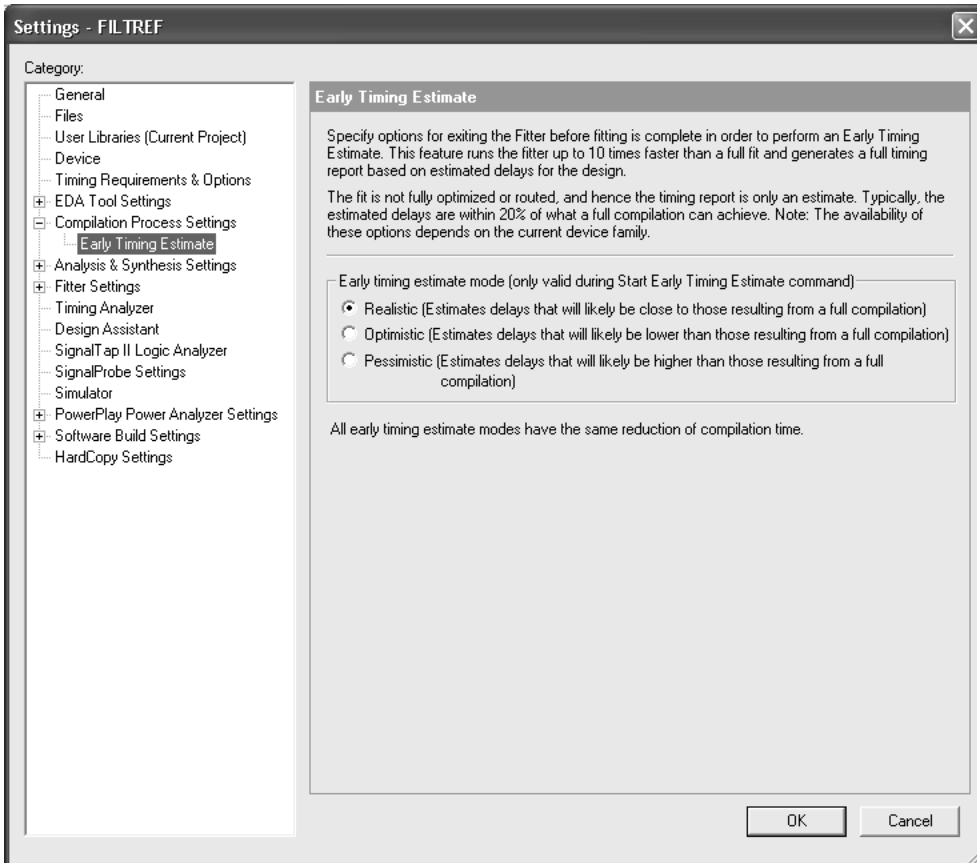 Settings - FILTREF
Category:
General
Files
User Libraries (Current Project)
Device
Timing Requirements & Options
EDA Tool Settings
Compilation Process Settings
Early Timing Estimate
Analysis & Synthesis Settings
Fitter Settings
Timing Analyzer
Design Assistant
SignalTap II Logic Analyzer
SignalProbe Settings
Simulator
PowerPlay Power Analyzer Settings
Software Build Settings
HardCopy Settings
Early Timing Estimate
Specify options for exiting the Fitter before fitting is complete in order to perform an Early Timing
Estimate. This feature runs the fitter up to 10 times faster than a full fit and generates a full timing
report based on estimated delays for the design.
The fit is not fully optimized or routed, and hence the timing report is only an estimate. Typically, the
estimated delays are within 20% of what a full compilation can achieve. Note: The availability of
these options depends on the current device family.
Early timing estimate mode (only valid during Start Early Timing Estimate command)
Realistic (Estimates delays that will likely be close to those resulting from a full compilation)
Optimistic (Estimates delays that will likely be lower than those resulting from a full compilation)
Pessimistic (Estimates delays that will likely be higher than those resulting from a full
compilation)
All early timing estimate modes have the same reduction of compilation time.
OK
Cancel